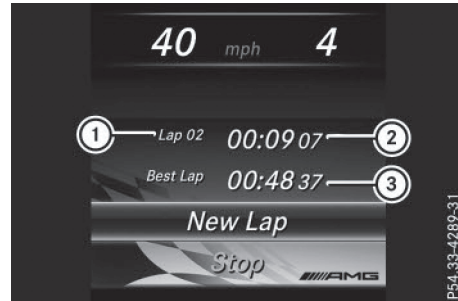 40 mph 4
1 Lap 02 00:09 07 2
Best Lap 00:48 37 3
New Lap
Stop AMG
P54.33-4289-31